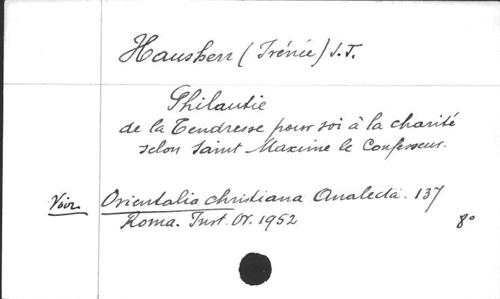 Hausherr (Irénée) S.J.
Philautie
de la Tendresse pour soi à la charité
selon Saint Maxime le Confesseur.
Voir Orientalia christiana Analecta. 137
Roma. Inst. Or. 1952 8°